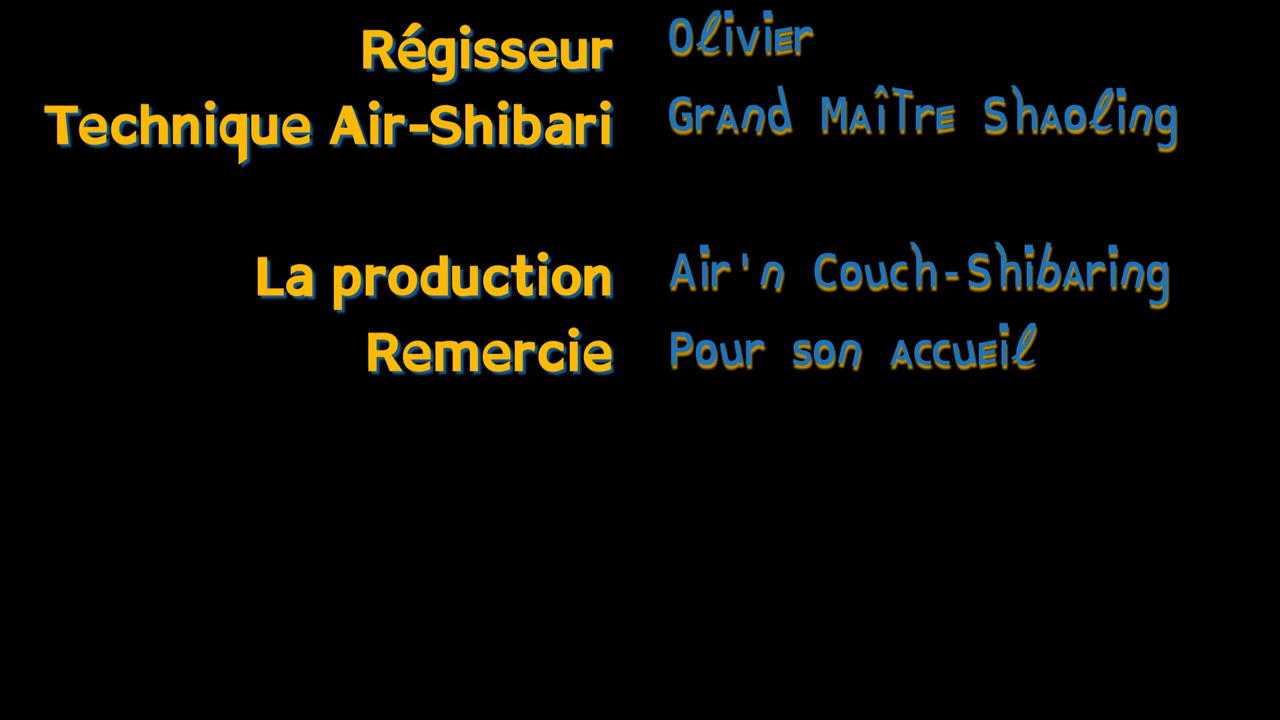 Régisseur Olivier
Technique Air-Shibari Grand Maître Shaoling
La production Air'n Couch-Shibaring
Remercie Pour son accueil